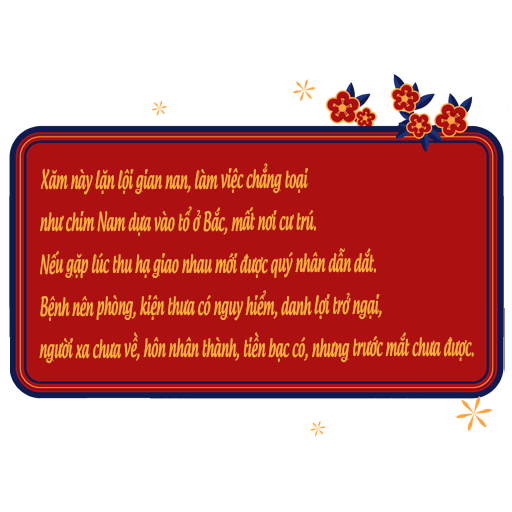 Xăm này lặn lội gian nan, làm việc chẳng toại
như chim Nam dựa vào tổ ở Bắc, mất nơi cư trú.
Nếu gặp lúc thu hạ giao nhau mới được quý nhân dẫn dắt.
Bệnh nên phòng, kiện thưa có nguy hiểm, danh lợi trở ngại,
người xa chưa về, hôn nhân thành, tiền bạc có, nhưng trước mắt chưa được.